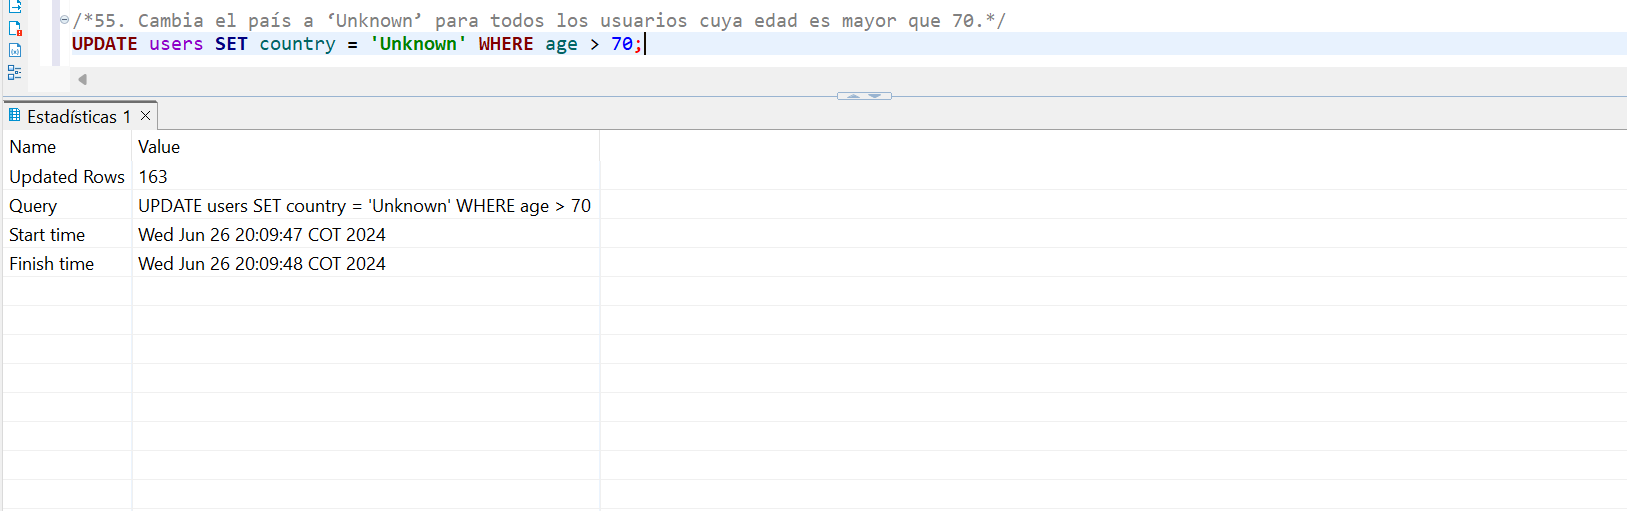 /*55. Cambia el país a ‘Unknown’ para todos los usuarios cuya edad es mayor que 70.*/
UPDATE users SET country = 'Unknown' WHERE age > 70;
Estadísticas 1
Name Value
Updated Rows 163
Query UPDATE users SET country = 'Unknown' WHERE age > 70
Start time Wed Jun 26 20:09:47 COT 2024
Finish time Wed Jun 26 20:09:48 COT 2024